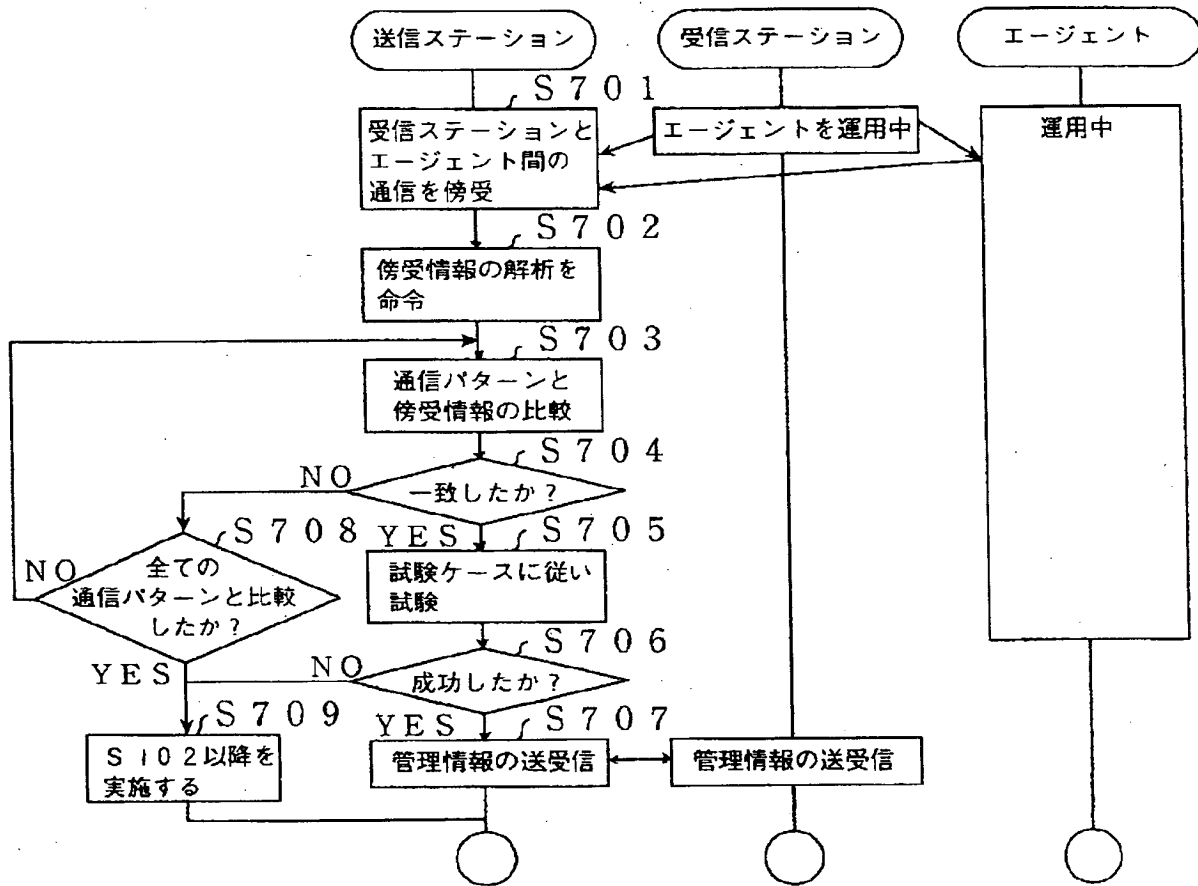 送信ステーション
受信ステーション
エージェント
S701
受信ステーションと
エージェント間の
通信を傍受
エージェントを運用中
運用中
S702
傍受情報の解析を
命令
S703
通信パターンと
傍受情報の比較
S704
一致したか？
NO
YES
S705
試験ケースに従い
試験
S708
全ての
通信パターンと比較
したか？
NO
YES
S706
成功したか？
NO
YES
S707
管理情報の送受信
管理情報の送受信
S709
S102以降を
実施する